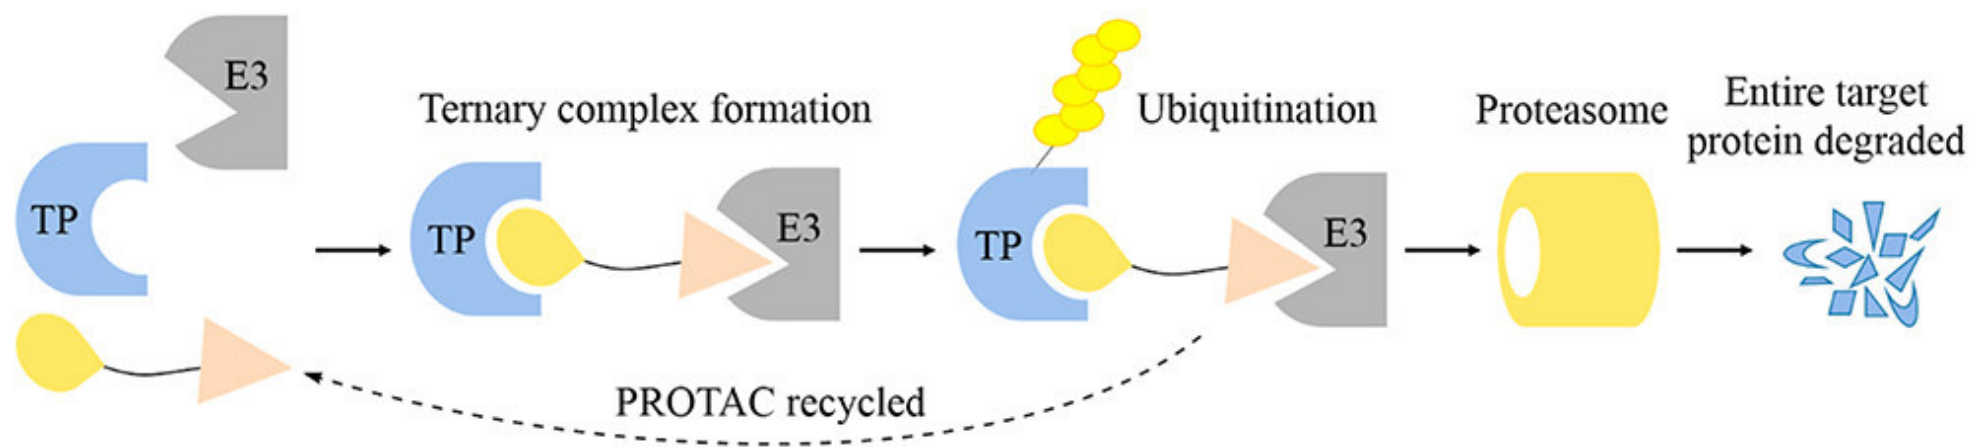 E3
TP
Ternary complex formation
TP
E3
Ubiquitination
TP
E3
Proteasome
Entire target
protein degraded
PROTAC recycled